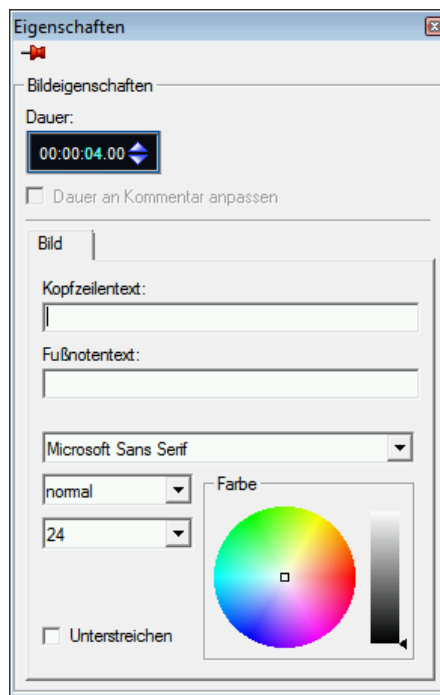 Eigenschaften
Bildeigenschaften
Dauer:
00:00:04.00
Dauer an Kommentar anpassen
Bild
Kopfzeilentext:
Fußnotentext:
Microsoft Sans Serif
normal
Farbe
24
Unterstreichen